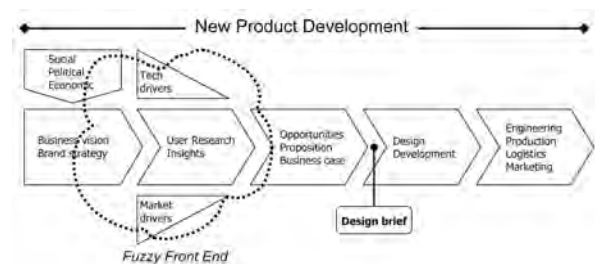 New Product Development
Social
Political
Economic
Tech
drivers
Business vision
Brand strategy
User Research
Insights
Opportunities
Proposition
Business case
Design
Development
Engineering
Production
Logistics
Marketing
Market
drivers
Design brief
Fuzzy Front End